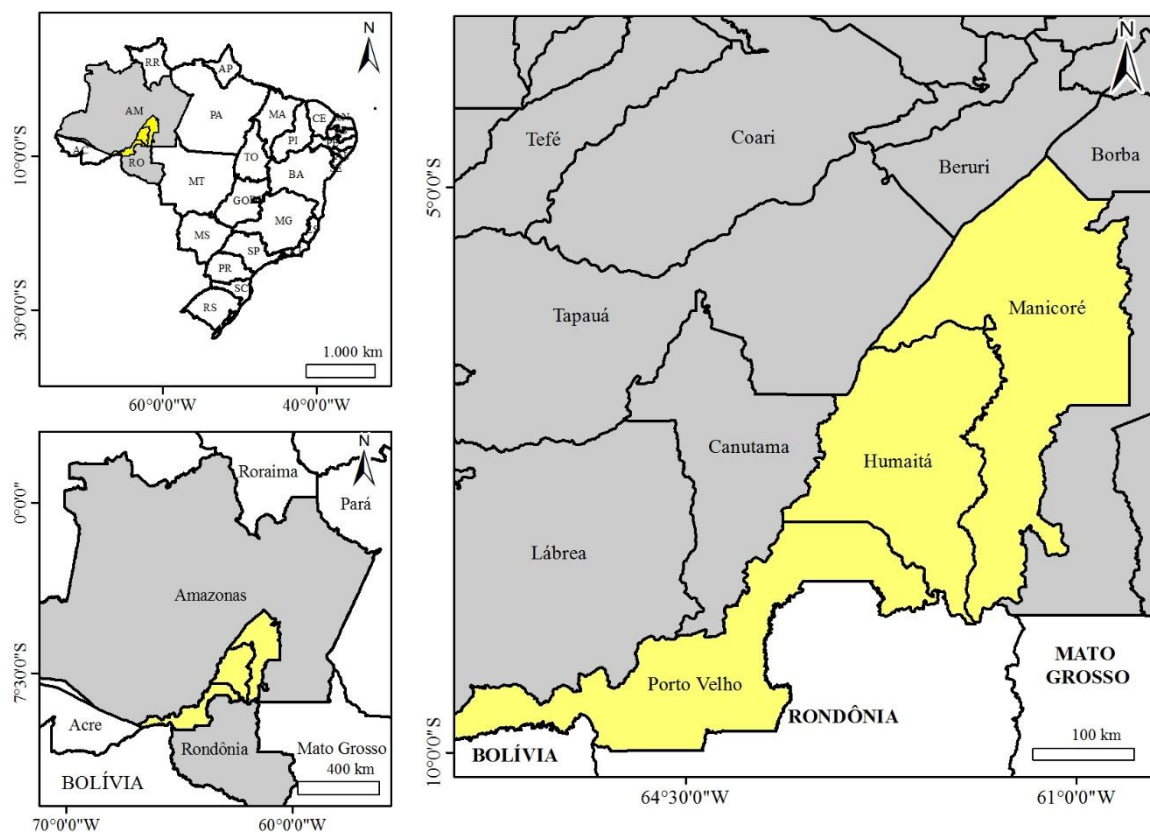 N
RR
AP
AM
PA
MA
CE
PI
AC
RO
TO
BA
MT
GO
MG
MS
ES
SP
PR
SC
RS
1.000 km
10°0'0"S
30°0'0"S
60°0'0"W
40°0'0"W
N
Roraima
Pará
Amazonas
Acre
Rondônia
Mato Grosso
BOLÍVIA
400 km
0°0'0"
7°30'0"S
70°0'0"W
60°0'0"W
N
Tefé
Coari
Beruri
Borba
Tapauá
Manicoré
Canutama
Humaitá
Lábrea
Porto Velho
RONDÔNIA
BOLÍVIA
MATO
GROSSO
100 km
5°0'0"S
10°0'0"S
64°30'0"W
61°0'0"W